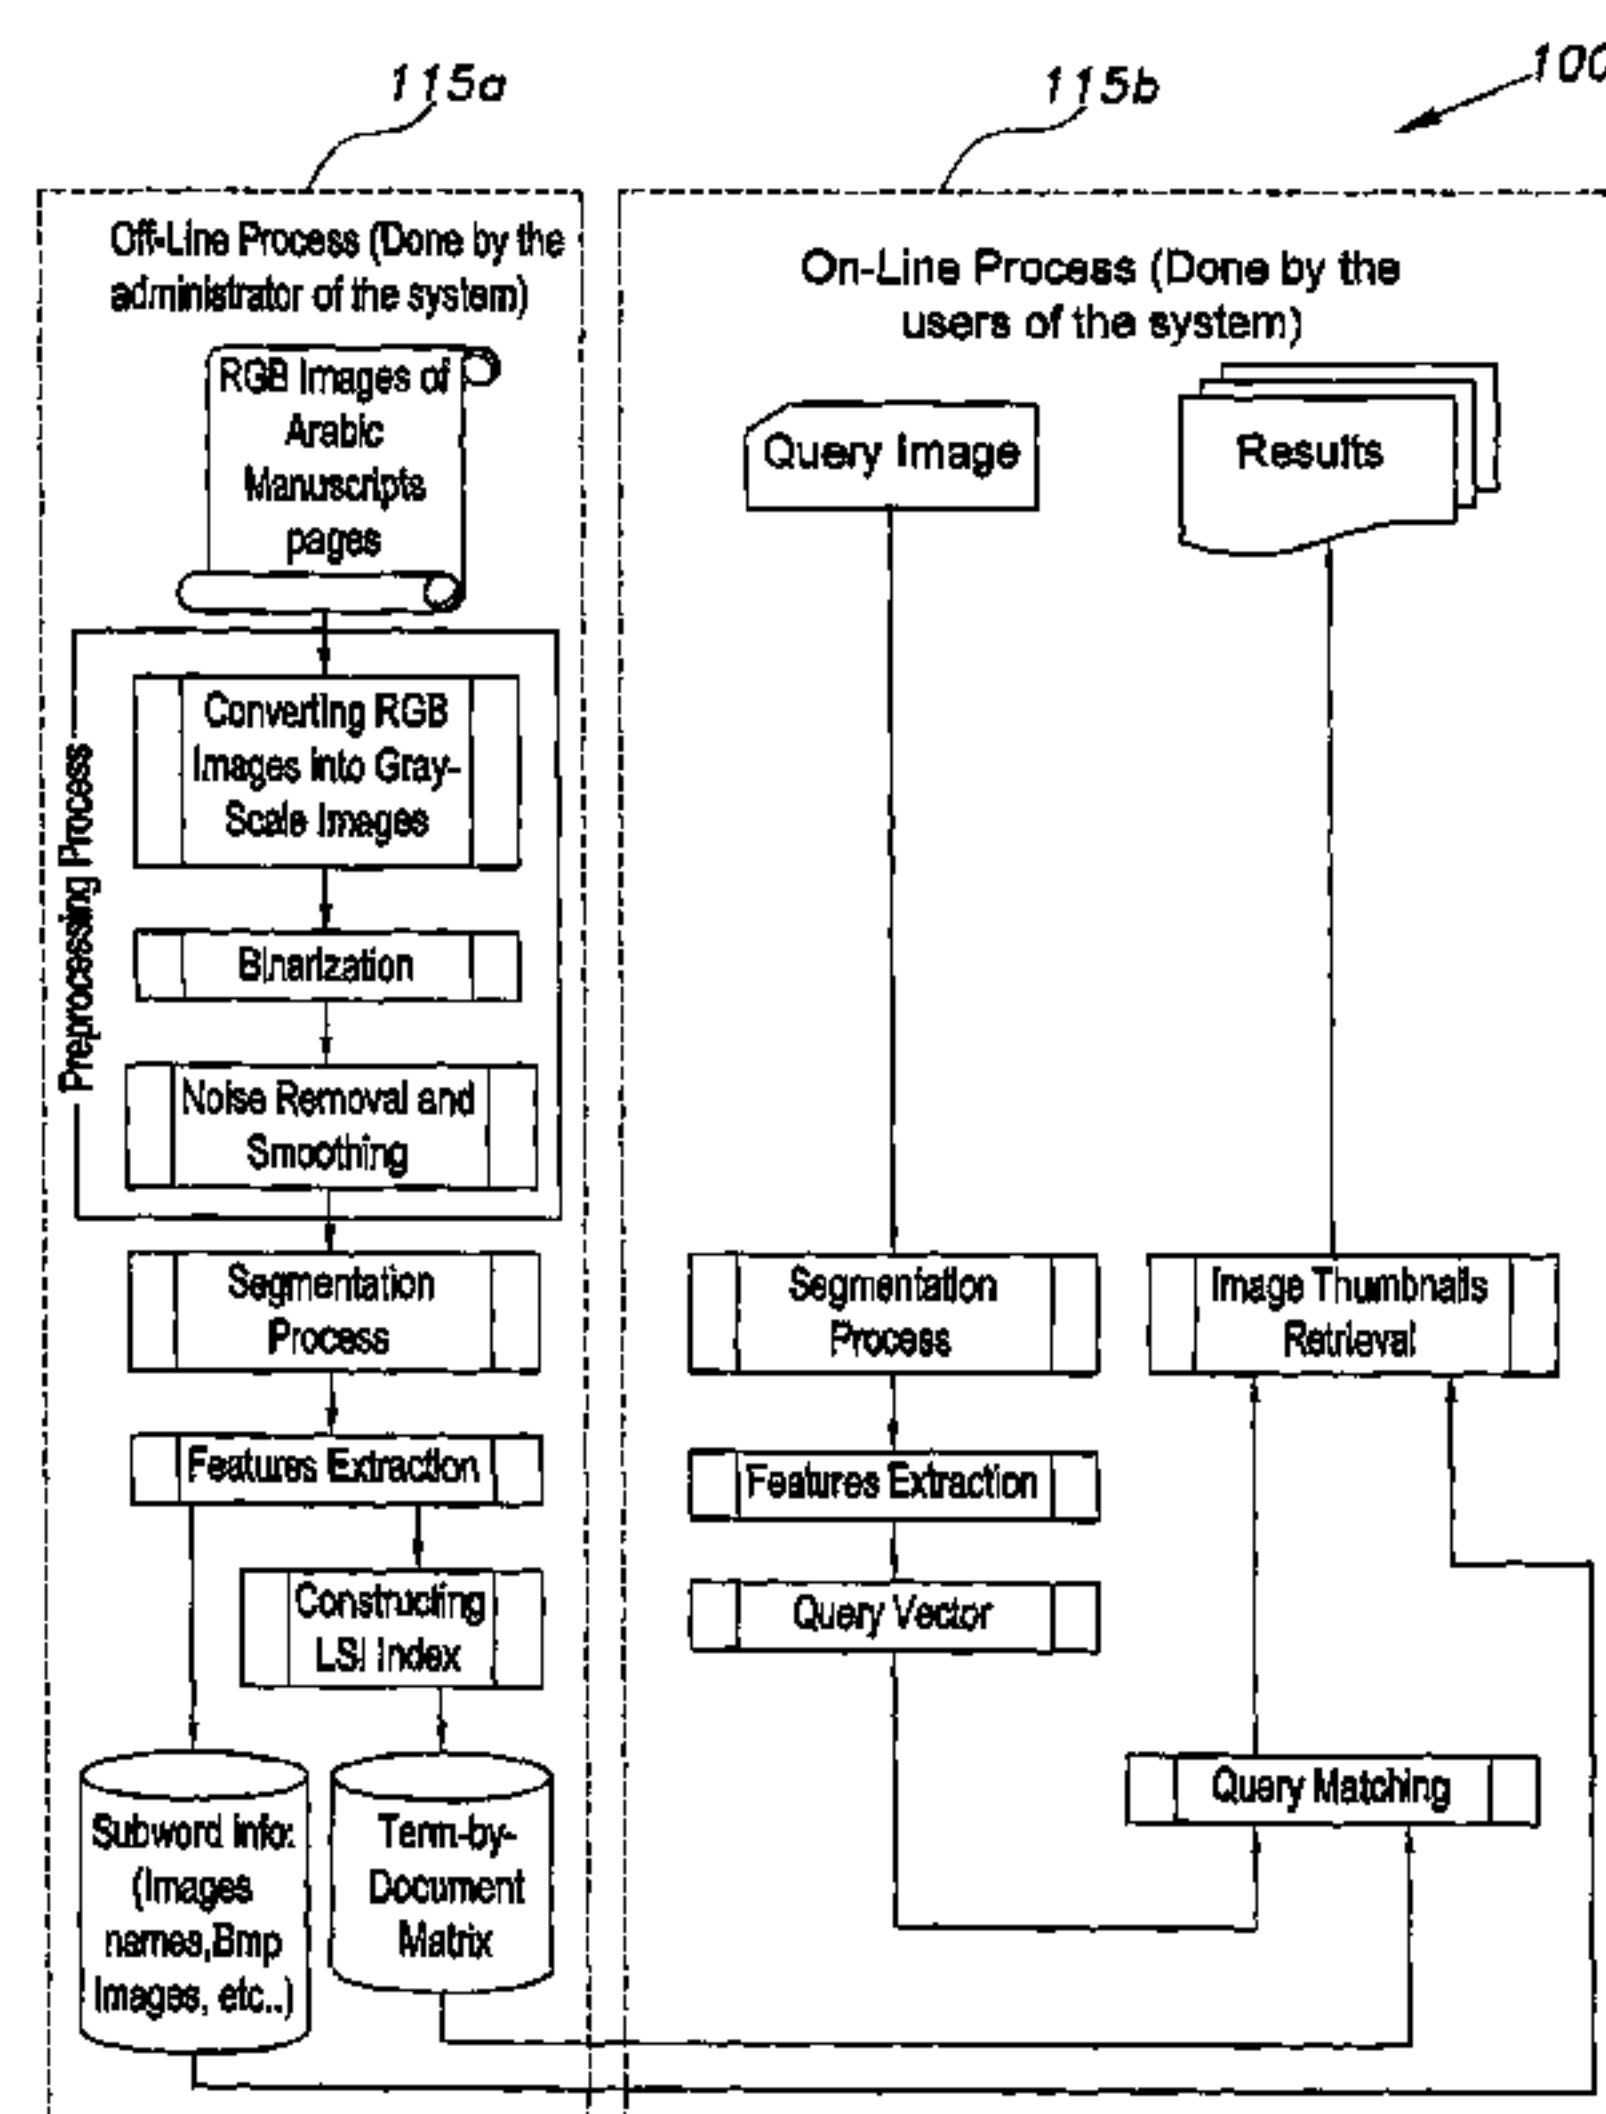 115a
115b
100
Off-Line Process (Done by the
administrator of the system)
RGB Images of
Arabic
Manuscripts
pages
Preprocessing Process
Converting RGB
Images into Gray-
Scale Images
Binarization
Noise Removal and
Smoothing
Segmentation
Process
Features Extraction
Constructing
LSI Index
Subword info:
(Images
names,Bmp
Images, etc..)
Term-by-
Document
Matrix
On-Line Process (Done by the
users of the system)
Query Image
Results
Segmentation
Process
Image Thumbnails
Retrieval
Features Extraction
Query Vector
Query Matching